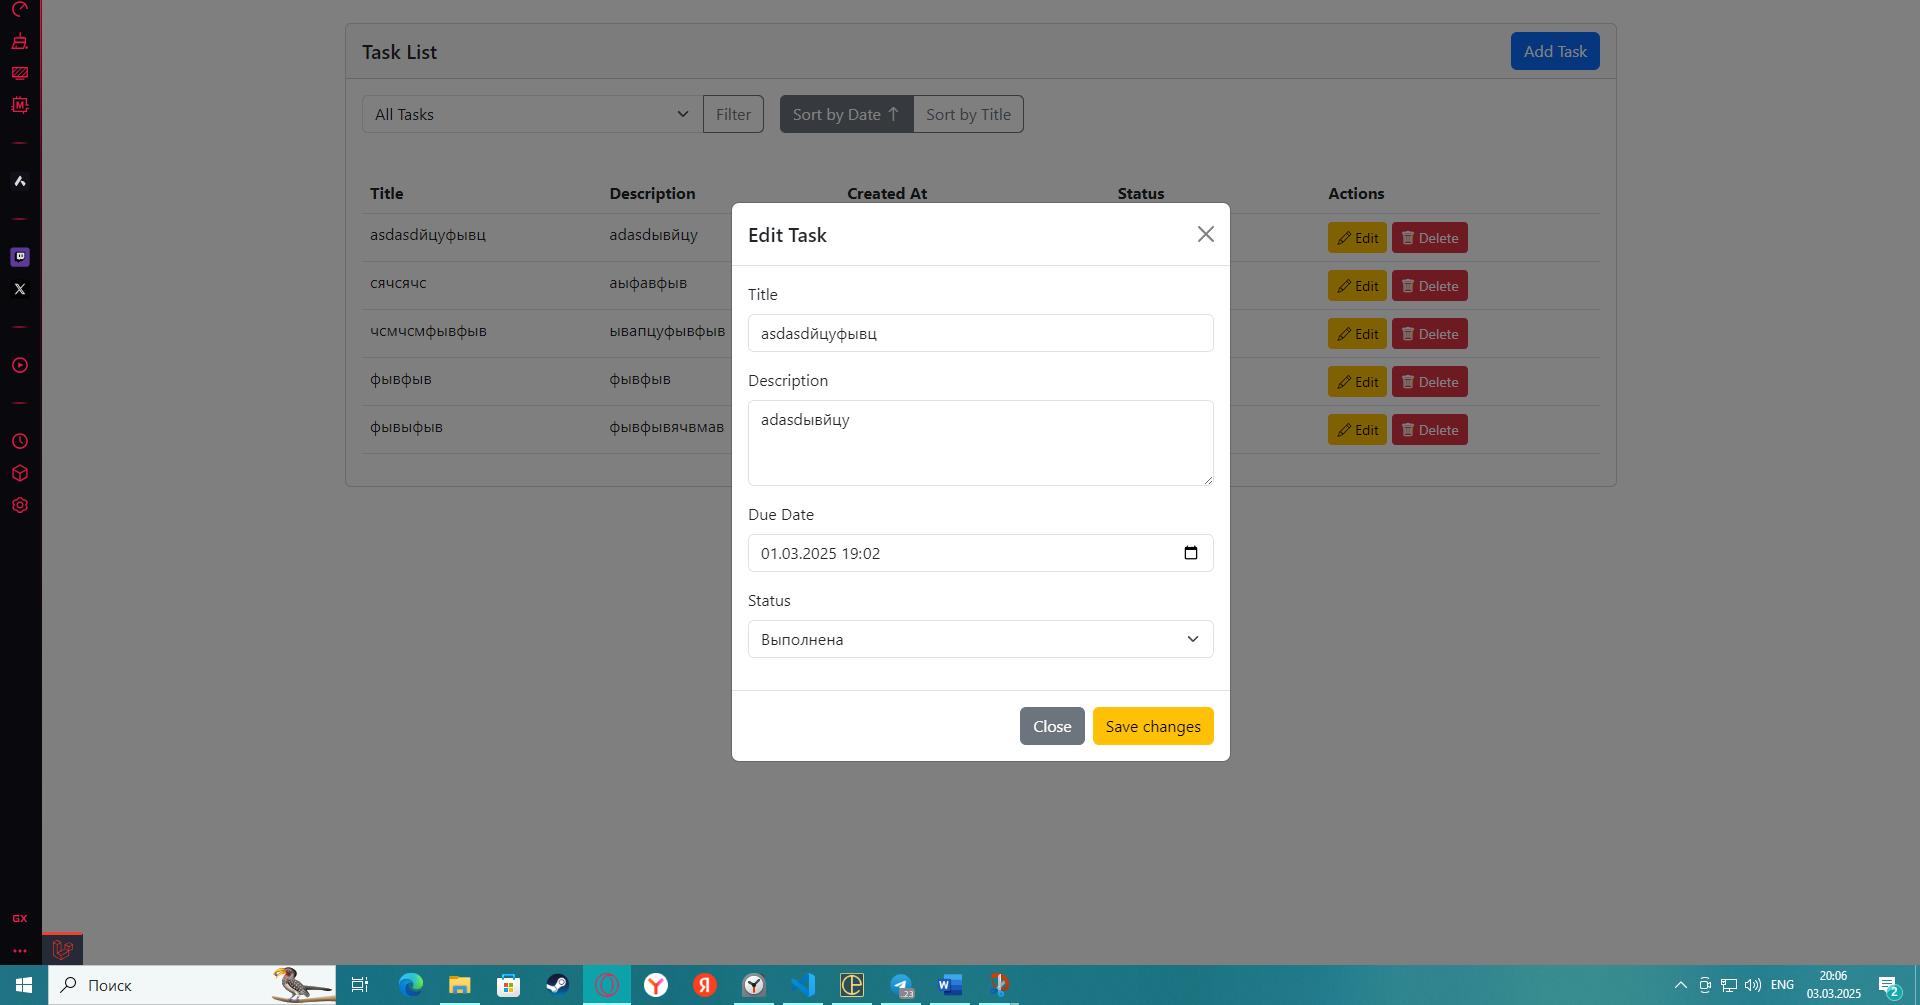 Task List
Add Task
All Tasks
Filter
Sort by Date ↑
Sort by Title
Title Description Created At Status Actions
asdasdйцуфывц adasdывйцу Edit Delete
сячсячс аыфавфыв Edit Delete
чсмчсмфывфыв ывапцуфывфыв Edit Delete
фывфыв фывфыв Edit Delete
фывыфыв фывфывячвмав Edit Delete
Edit Task
Title
asdasdйцуфывц
Description
adasdывйцу
Due Date
01.03.2025 19:02
Status
Выполнена
Close Save changes
GX
Поиск
23
ENG
20:06
03.03.2025
2